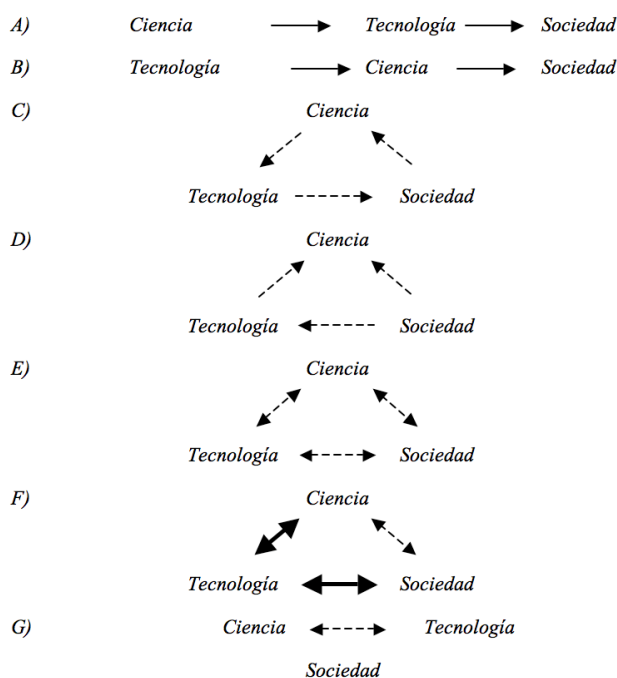 A) Ciencia Tecnología Sociedad
B) Tecnología Ciencia Sociedad
C) Ciencia
Tecnología Sociedad
D) Ciencia
Tecnología Sociedad
E) Ciencia
Tecnología Sociedad
F) Ciencia
Tecnología Sociedad
G) Ciencia Tecnología
Sociedad